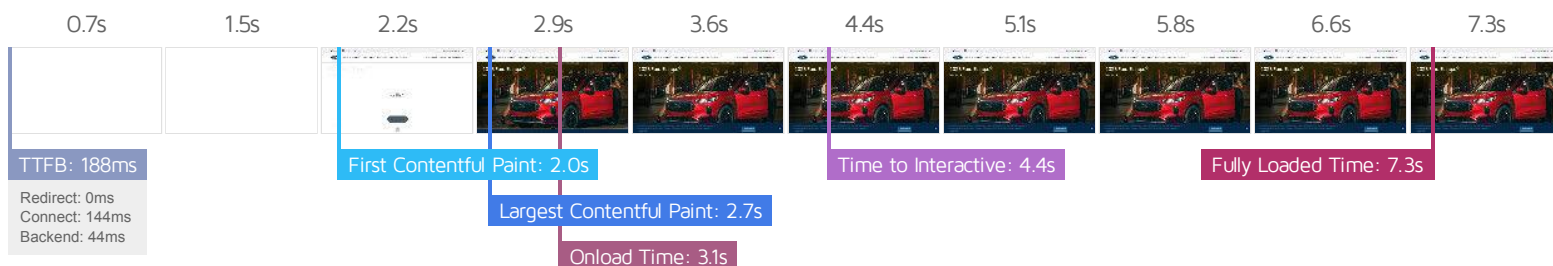 0.7s 1.5s 2.2s 2.9s 3.6s 4.4s 5.1s 5.8s 6.6s 7.3s
TTFB: 188ms
First Contentful Paint: 2.0s
Time to Interactive: 4.4s
Fully Loaded Time: 7.3s
Redirect: 0ms
Connect: 144ms
Backend: 44ms
Largest Contentful Paint: 2.7s
Onload Time: 3.1s